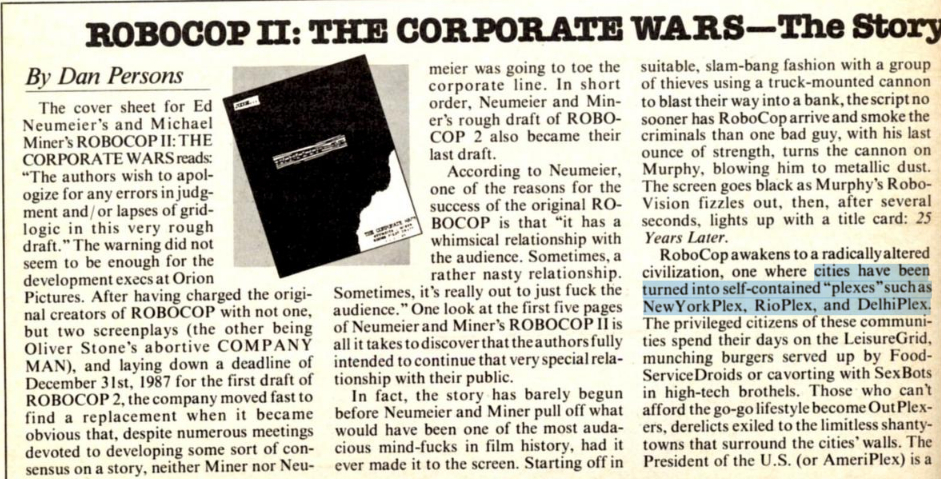 ROBOCOP II: THE CORPORATE WARS—The Story
By Dan Persons
The cover sheet for Ed
Neumeier's and Michael
Miner's ROBOCOP II: THE
CORPORATE WARS reads:
"The authors wish to apol-
ogize for any errors in judg-
ment and/or lapses of grid-
logic in this very rough
draft." The warning did not
seem to be enough for the
development execs at Orion
Pictures. After having charged the origi-
nal creators of ROBOCOP with not one,
but two screenplays (the other being
Oliver Stone's abortive COMPANY
MAN), and laying down a deadline of
December 31st, 1987 for the first draft of
ROBOCOP 2, the company moved fast to
find a replacement when it became
obvious that, despite numerous meetings
devoted to developing some sort of con-
sensus on a story, neither Miner nor Neu-
THE CORPORATE WARS
meier was going to toe the
corporate line. In short
order, Neumeier and Min-
er's rough draft of ROBO-
COP 2 also became their
last draft.
According to Neumeier,
one of the reasons for the
success of the original RO-
BOCOP is that "it has a
whimsical relationship with
the audience. Sometimes, a
rather nasty relationship.
Sometimes, it's really out to just fuck the
audience." One look at the first five pages
of Neumeier and Miner's ROBOCOP II is
all it takes to discover that the authors fully
intended to continue that very special rela-
tionship with their public.
In fact, the story has barely begun
before Neumeier and Miner pull off what
would have been one of the most auda-
cious mind-fucks in film history, had it
ever made it to the screen. Starting off in
suitable, slam-bang fashion with a group
of thieves using a truck-mounted cannon
to blast their way into a bank, the script no
sooner has RoboCop arrive and smoke the
criminals than one bad guy, with his last
ounce of strength, turns the cannon on
Murphy, blowing him to metallic dust.
The screen goes black as Murphy's Robo-
Vision fizzles out, then, after several
seconds, lights up with a title card: 25
Years Later.
RoboCop awakens to a radically altered
civilization, one where cities have been
turned into self-contained "plexes" such as
NewYorkPlex, RioPlex, and DelhiPlex.
The privileged citizens of these communi-
ties spend their days on the LeisureGrid,
munching burgers served up by Food-
ServiceDroids or cavorting with SexBots
in high-tech brothels. Those who can't
afford the go-go lifestyle become OutPlex-
ers, derelicts exiled to the limitless shanty-
towns that surround the cities' walls. The
President of the U.S. (or AmeriPlex) is a